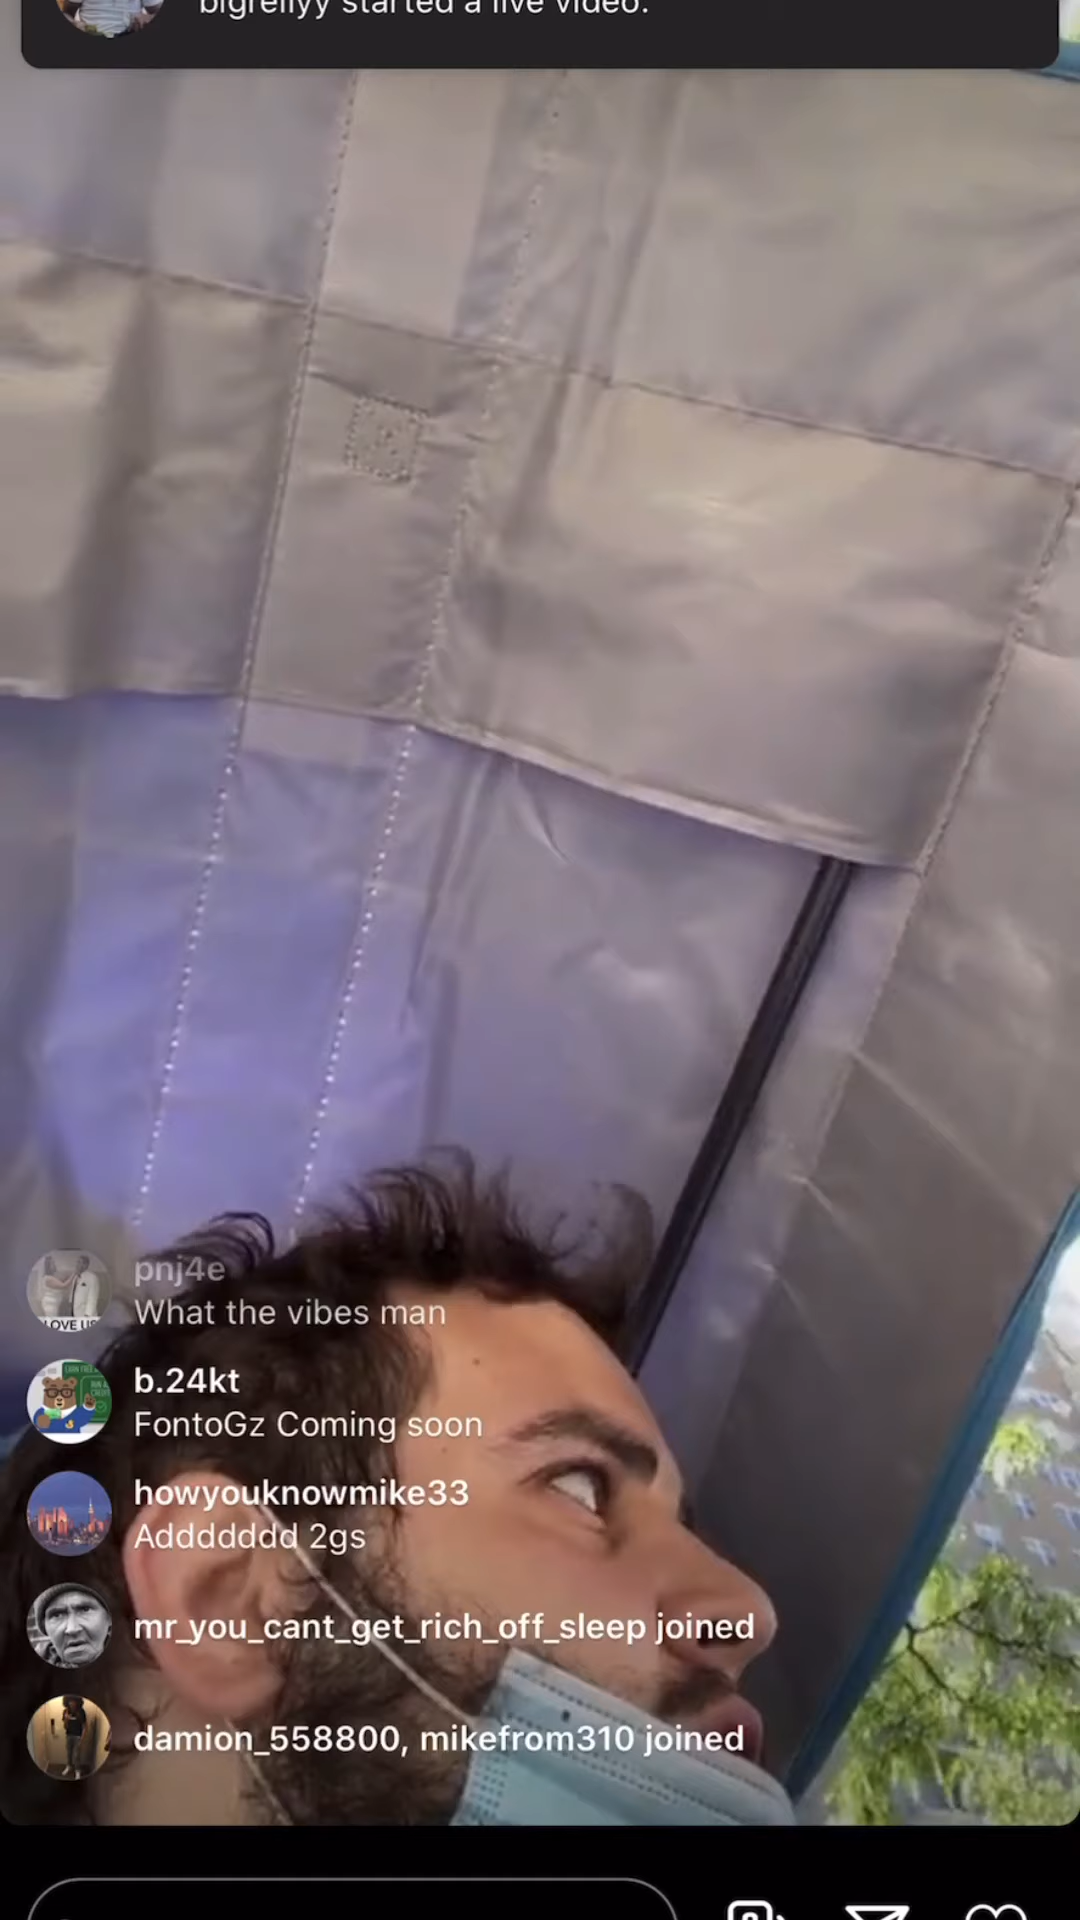 bigrellyy started a live video.
pnj4e
What the vibes man
b.24kt
FontoGz Coming soon
howyouknowmike33
Addddddd 2gs
mr_you_cant_get_rich_off_sleep joined
damion_558800, mikefrom310 joined